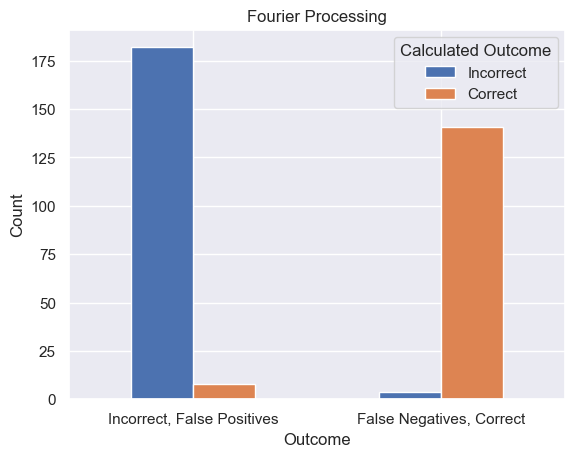 Fourier Processing
Calculated Outcome
Incorrect
Correct
175
150
125
100
75
50
25
0
Count
Incorrect, False Positives
False Negatives, Correct
Outcome